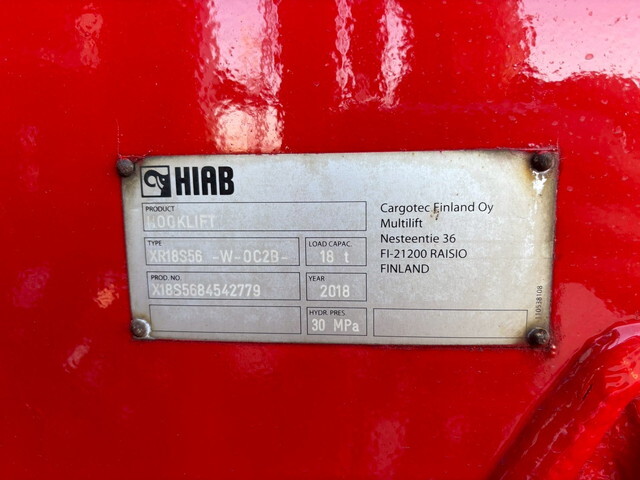 HIAB
PRODUCT
HOOKLIFT
TYPE
XR18S56 -W-OC2B-
LOAD CAPAC.
18 t
PROD. NO.
X18S5684542779
YEAR
2018
HYDR. PRES.
30 MPa
Cargotec Finland Oy
Multilift
Nesteentie 36
FI-21200 RAISIO
FINLAND
110538108